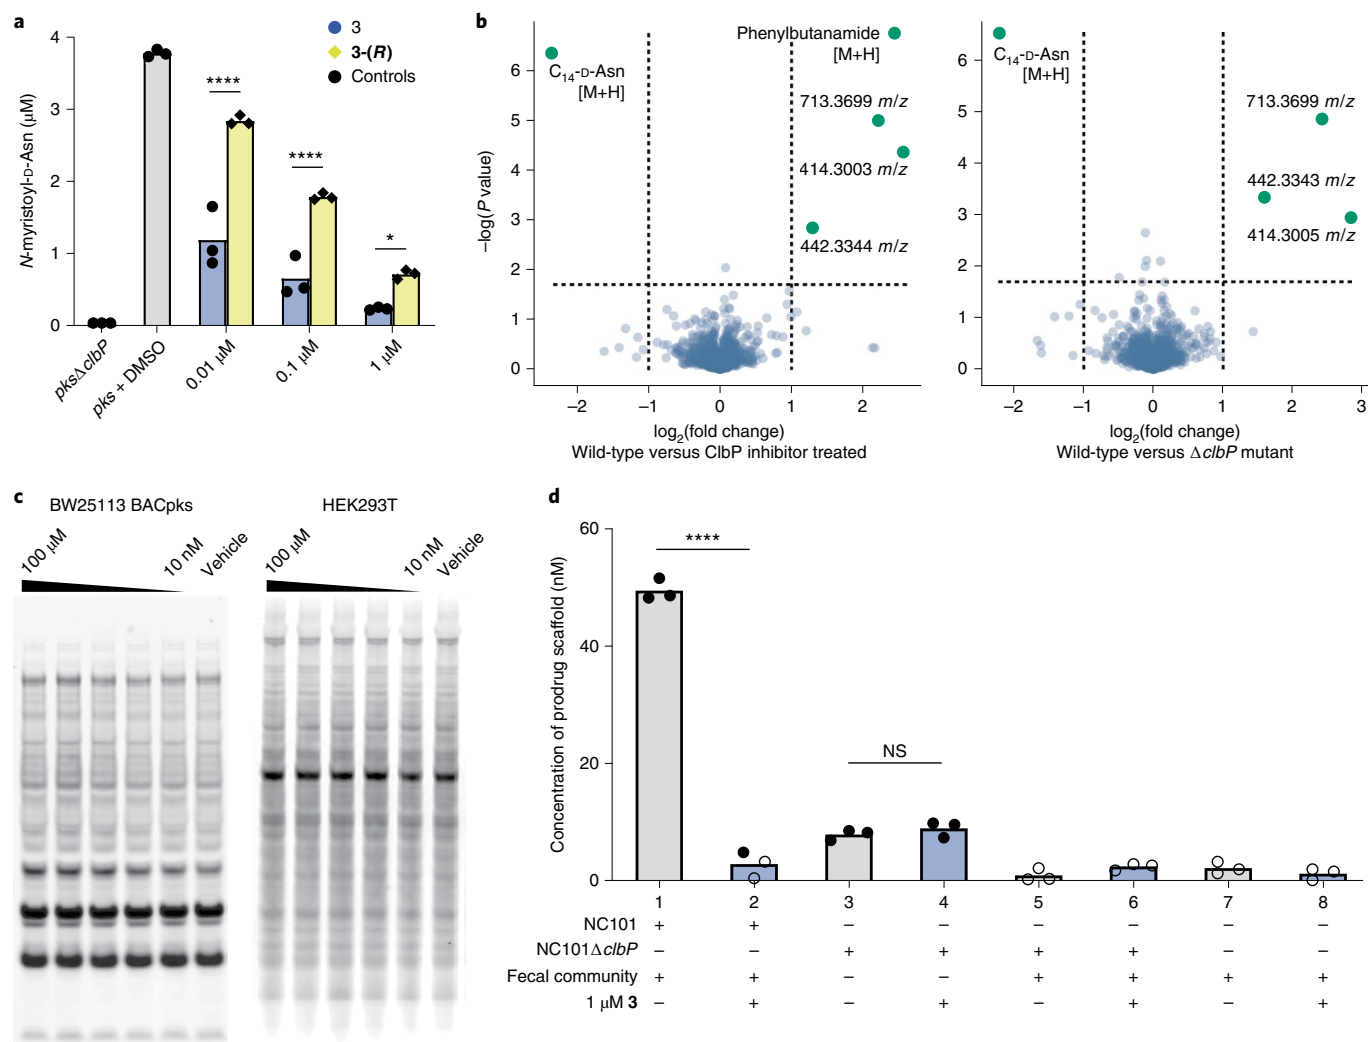 a
3
3-(R)
Controls
N-myristoyl-D-Asn (μM)
4
3
2
1
0
****
****
*
pksΔclbP
pks + DMSO
0.01 μM
0.1 μM
1 μM
b
–log(P value)
6
5
4
3
2
1
0
C14-D-Asn
[M+H]
Phenylbutanamide
[M+H]
713.3699 m/z
414.3003 m/z
442.3344 m/z
–2
–1
0
1
2
log2(fold change)
Wild-type versus ClbP inhibitor treated
6
5
4
3
2
1
0
C14-D-Asn
[M+H]
713.3699 m/z
442.3343 m/z
414.3005 m/z
–2
–1
0
1
2
3
log2(fold change)
Wild-type versus ΔclbP mutant
c
BW25113 BACpks
100 μM
10 nM
Vehicle
HEK293T
100 μM
10 nM
Vehicle
d
Concentration of prodrug scaffold (nM)
60
40
20
0
****
NS
1 2 3 4 5 6 7 8
NC101 + + – – – – – –
NC101ΔclbP – – + + + + – –
Fecal community + + – – + + + +
1 μM 3 – + – + – + – +